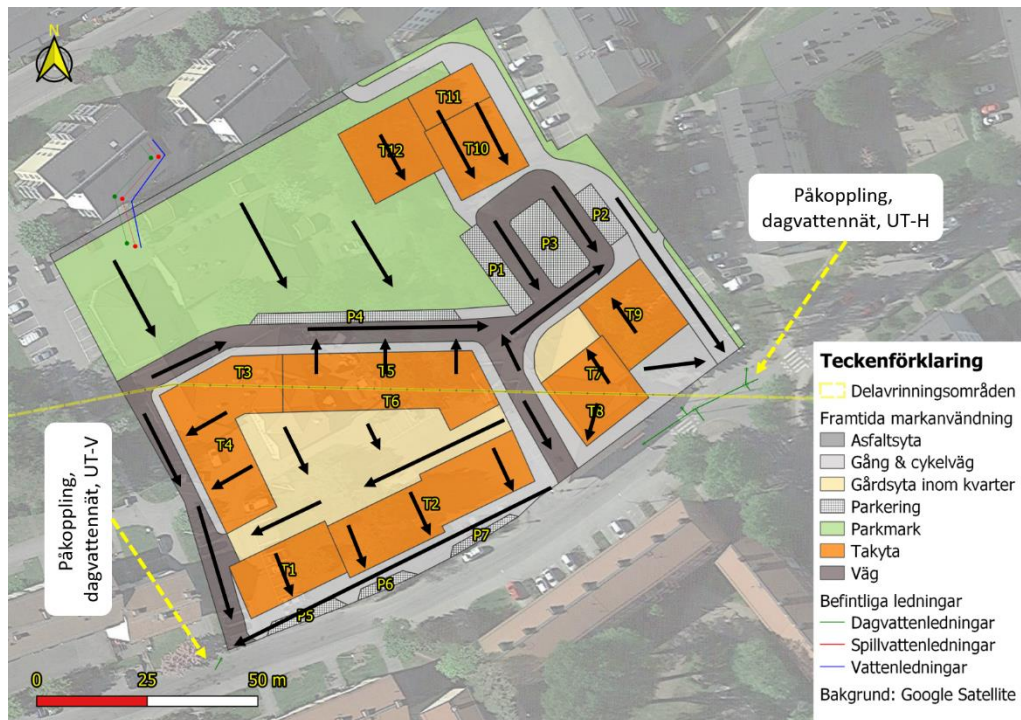 N
T11
T12
T10
P2
P3
P1
Påkoppling,
dagvattennät, UT-H
P4
T9
T3
T5
T7
T6
T8
T4
T2
T1
P7
P6
P5
Påkoppling,
dagvattennät, UT-V
0 25 50 m
Teckenförklaring
Delavrinningsområden
Framtida markanvändning
Asfaltsyta
Gång & cykelväg
Gårdsyta inom kvarter
Parkering
Parkmark
Takyta
Väg
Befintliga ledningar
Dagvattenledningar
Spillvattenledningar
Vattenledningar
Bakgrund: Google Satellite